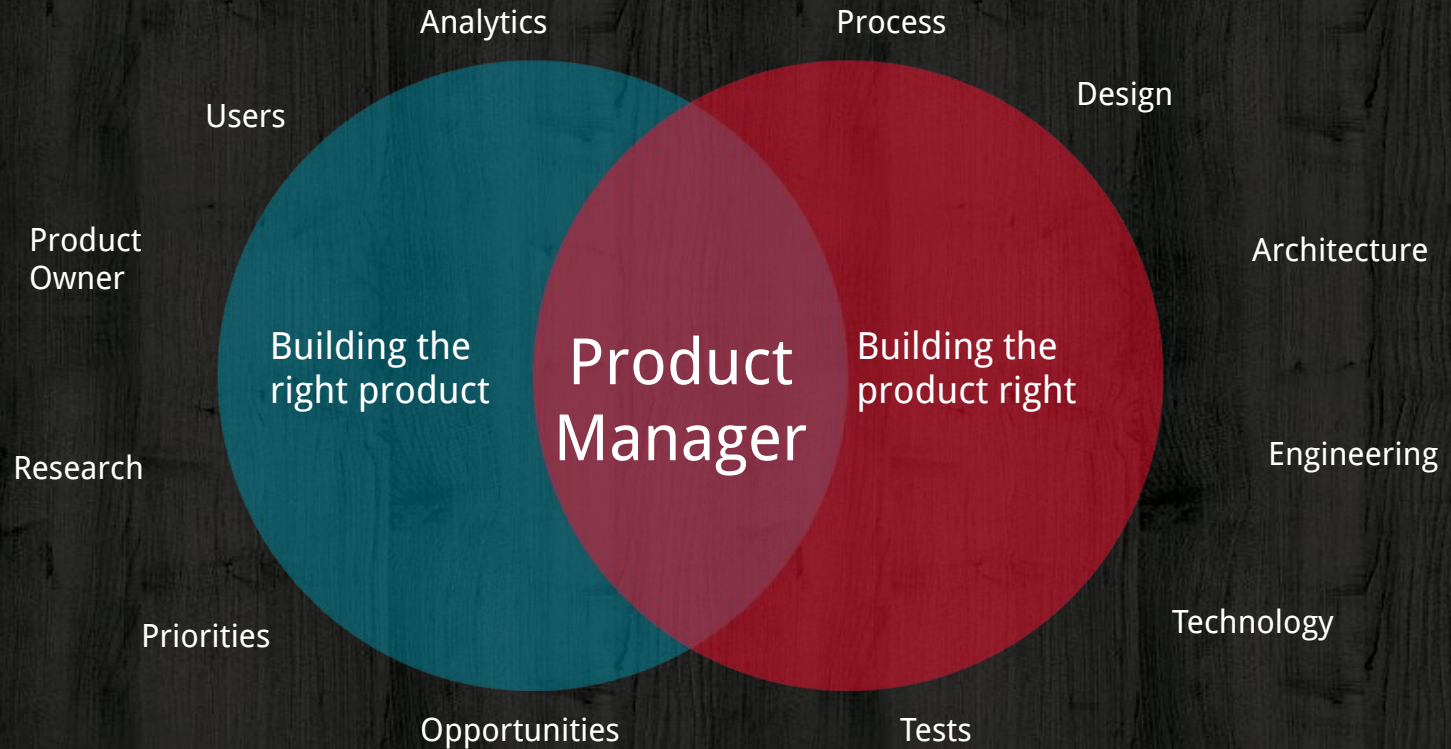 Analytics
Process
Users
Design
Product
Owner
Architecture
Building the
right product
Product
Manager
Building the
product right
Research
Engineering
Priorities
Technology
Opportunities
Tests